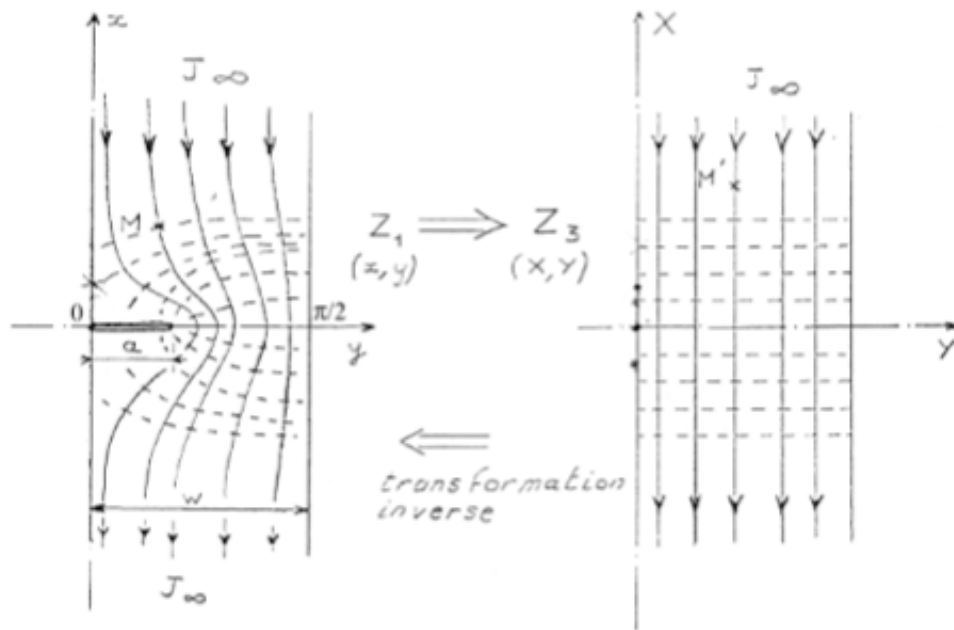 x
J∞
M
0
π/2
y
a
w
J∞
Z₁ ⟹ Z₃
(x,y) (X,Y)
transformation
inverse
X
J∞
M'x
Y